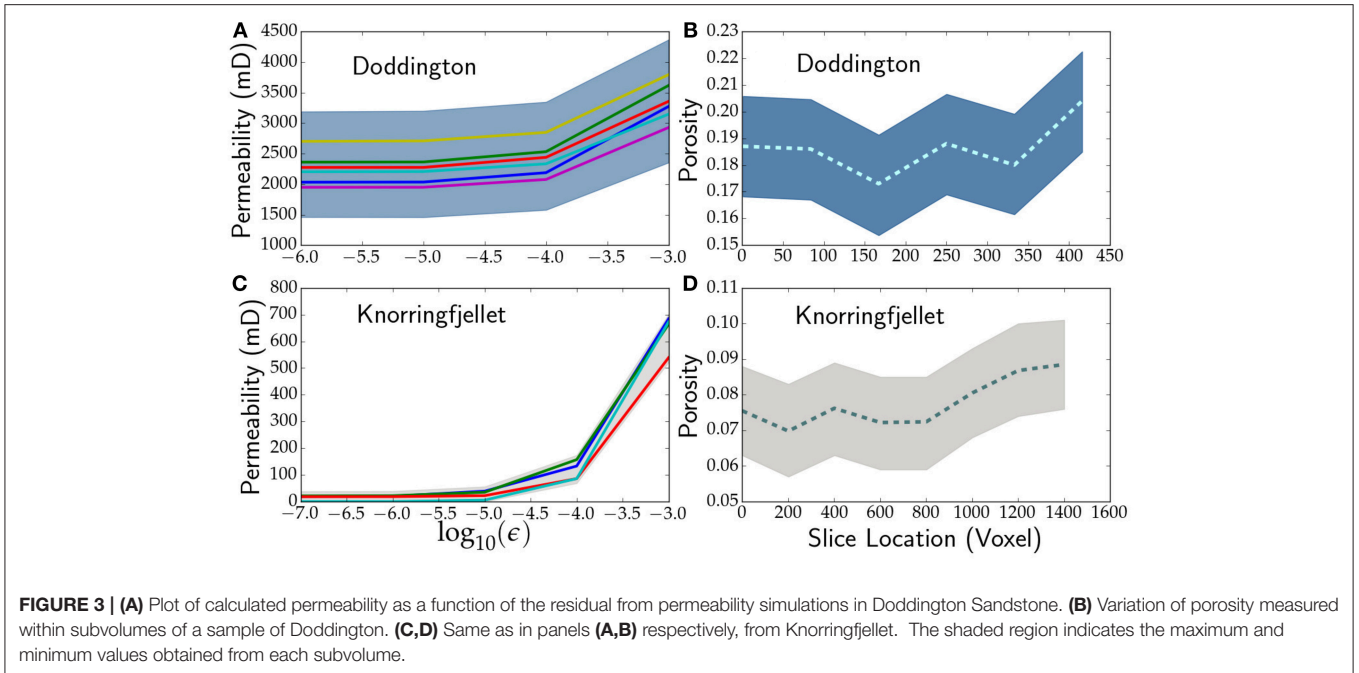 A
B
4500
4000
3500
3000
2500
2000
1500
1000
Permeability (mD)
Doddington
−6.0 −5.5 −5.0 −4.5 −4.0 −3.5 −3.0
0.23
0.22
0.21
0.20
0.19
0.18
0.17
0.16
0.15
Porosity
Doddington
0 50 100 150 200 250 300 350 400 450
C
D
800
700
600
500
400
300
200
100
0
Permeability (mD)
Knorringfjellet
−7.0 −6.5 −6.0 −5.5 −5.0 −4.5 −4.0 −3.5 −3.0
log₁₀(ϵ)
0.11
0.10
0.09
0.08
0.07
0.06
0.05
Porosity
Knorringfjellet
0 200 400 600 800 1000 1200 1400 1600
Slice Location (Voxel)
FIGURE 3 | (A) Plot of calculated permeability as a function of the residual from permeability simulations in Doddington Sandstone. (B) Variation of porosity measured
within subvolumes of a sample of Doddington. (C,D) Same as in panels (A,B) respectively, from Knorringfjellet. The shaded region indicates the maximum and
minimum values obtained from each subvolume.